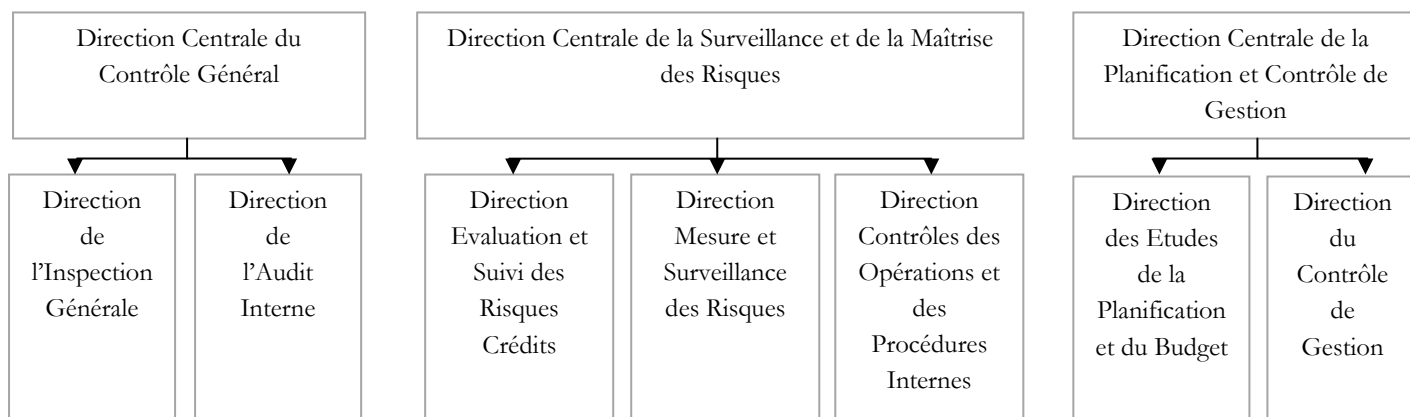 Direction Centrale du
Contrôle Général
Direction Centrale de la Surveillance et de la Maîtrise
des Risques
Direction Centrale de la
Planification et Contrôle de
Gestion
Direction
de
l’Inspection
Générale
Direction
de
l’Audit
Interne
Direction
Evaluation et
Suivi des
Risques
Crédits
Direction
Mesure et
Surveillance
des Risques
Direction
Contrôles des
Opérations et
des
Procédures
Internes
Direction
des Etudes
de la
Planification
et du Budget
Direction
du
Contrôle
de
Gestion